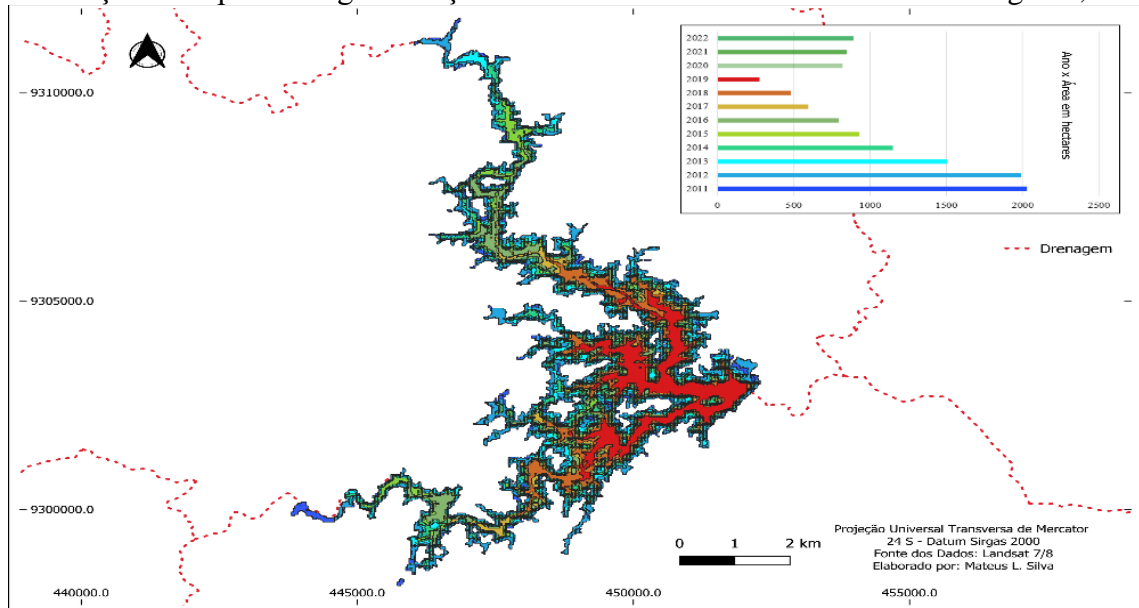 2022
2021
2020
2019
2018
2017
2016
2015
2014
2013
2012
2011
0 500 1000 1500 2000 2500
Ano x Área em hectares
9310000.0
Drenagem
9305000.0
9300000.0
Projeção Universal Transversa de Mercator
24 S - Datum Sirgas 2000
Fonte dos Dados: Landsat 7/8
Elaborado por: Mateus L. Silva
0 1 2 km
440000.0 445000.0 450000.0 455000.0